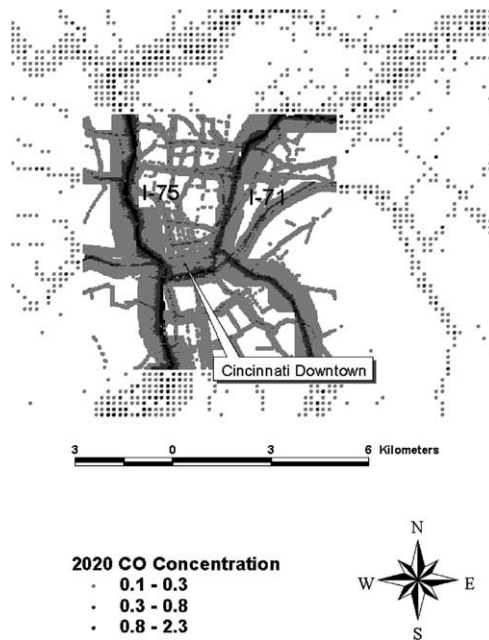 I-75
I-71
Cincinnati Downtown
3 0 3 6 Kilometers
N
W E
S
2020 CO Concentration
0.1 - 0.3
0.3 - 0.8
0.8 - 2.3